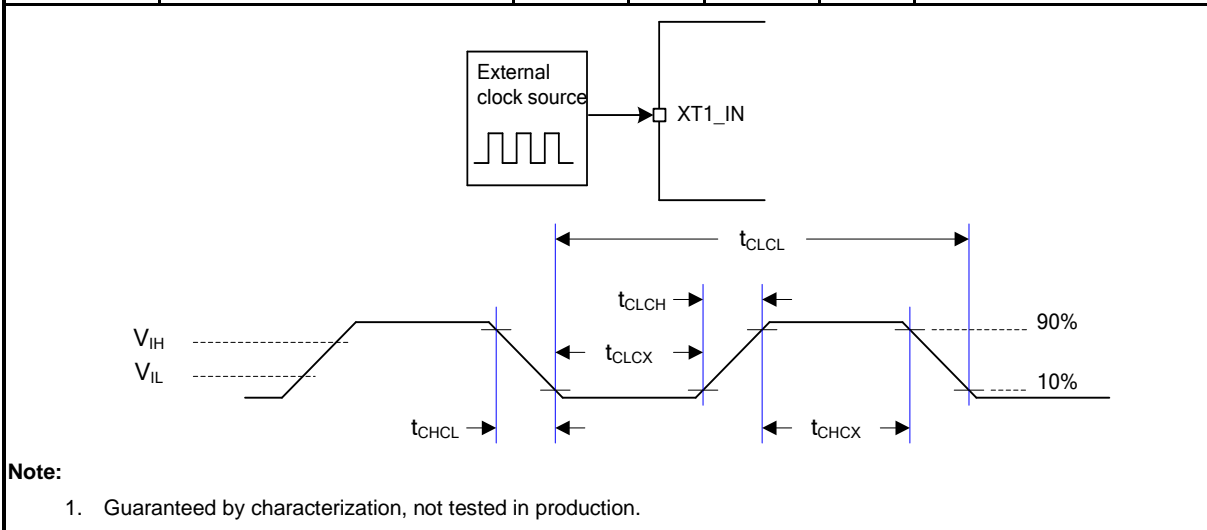 External
clock source
XT1_IN
tCLCL
tCLCH
90%
VIH
tCLCX
VIL
10%
tCHCL
tCHCX
Note:
1. Guaranteed by characterization, not tested in production.